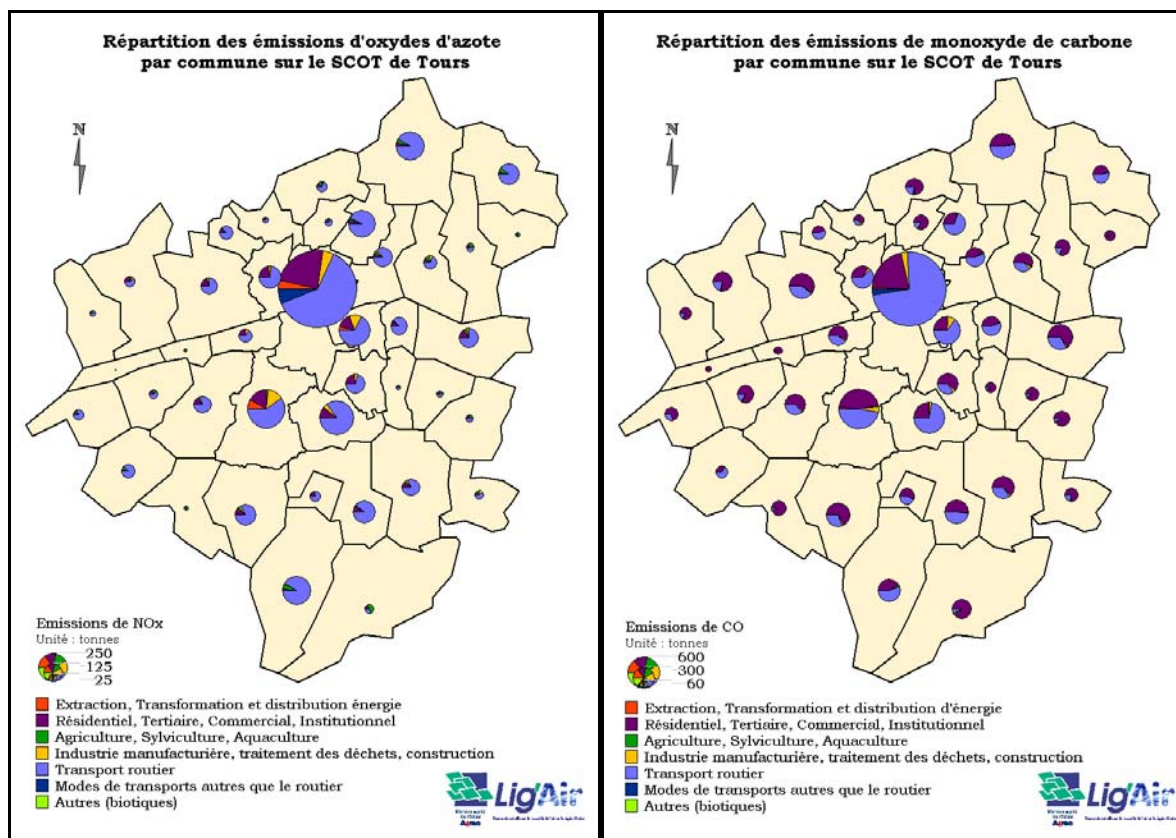 Répartition des émissions d'oxydes d'azote
par commune sur le SCOT de Tours
N
Emissions de NOx
Unité : tonnes
250
125
25
Extraction, Transformation et distribution énergie
Résidentiel, Tertiaire, Commercial, Institutionnel
Agriculture, Sylviculture, Aquaculture
Industrie manufacturière, traitement des déchets, construction
Transport routier
Modes de transports autres que le routier
Autres (biotiques)
Lig'Air
Répartition des émissions de monoxyde de carbone
par commune sur le SCOT de Tours
N
Emissions de CO
Unité : tonnes
600
300
60
Extraction, Transformation et distribution d'énergie
Résidentiel, Tertiaire, Commercial, Institutionnel
Agriculture, Sylviculture, Aquaculture
Industrie manufacturière, traitement des déchets, construction
Transport routier
Modes de transports autres que le routier
Autres (biotiques)
Lig'Air